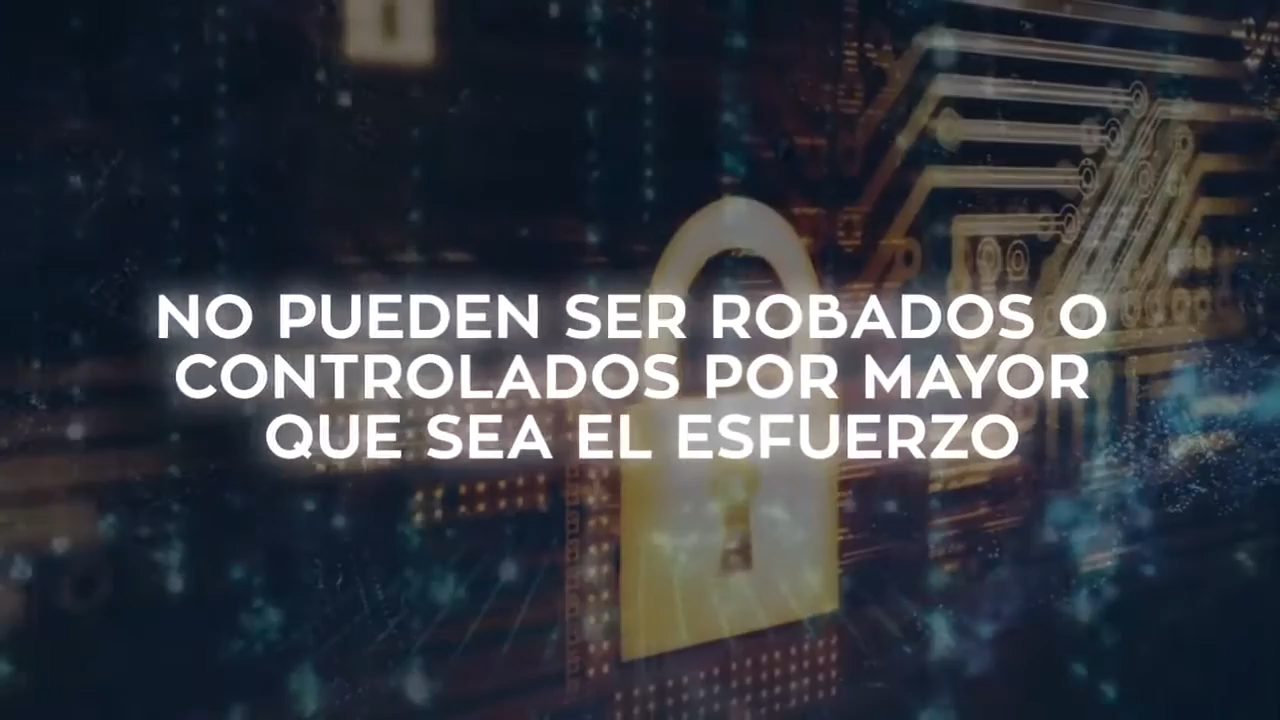 NO PUEDEN SER ROBADOS O
CONTROLADOS POR MAYOR
QUE SEA EL ESFUERZO